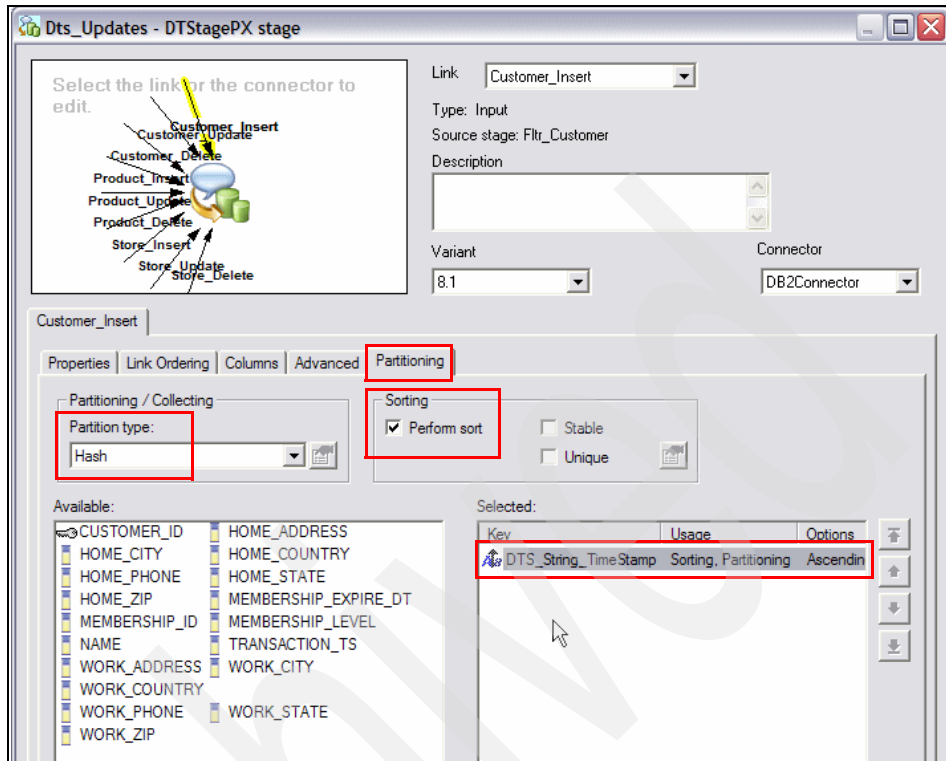 Dts_Updates - DTStagePX stage
Select the link or the connector to
edit.
Customer_Insert
Customer_Update
Customer_Delete
Product_Insert
Product_Update
Product_Delete
Store_Insert
Store_Update
Store_Delete
Link
Customer_Insert
Type: Input
Source stage: Fltr_Customer
Description
Variant
Connector
8.1
DB2Connector
Customer_Insert
Properties
Link Ordering
Columns
Advanced
Partitioning
Partitioning / Collecting
Partition type:
Hash
Sorting
Perform sort
Stable
Unique
Available:
CUSTOMER_ID HOME_ADDRESS
HOME_CITY HOME_COUNTRY
HOME_PHONE HOME_STATE
HOME_ZIP MEMBERSHIP_EXPIRE_DT
MEMBERSHIP_ID MEMBERSHIP_LEVEL
NAME TRANSACTION_TS
WORK_ADDRESS WORK_CITY
WORK_COUNTRY
WORK_PHONE WORK_STATE
WORK_ZIP
Selected:
Key Usage Options
DTS_String_TimeStamp Sorting, Partitioning Ascendin